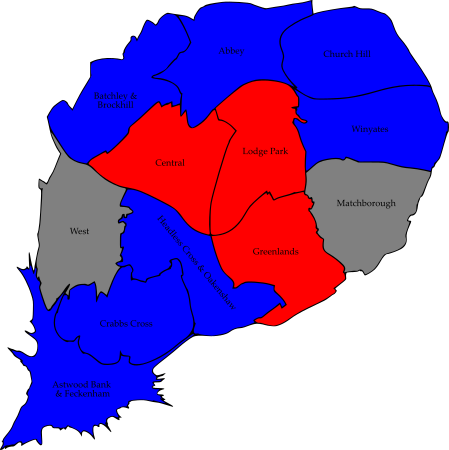 Abbey
Church Hill
Batchley &
Brockhill
Winyates
Lodge Park
Central
Matchborough
West
Headless Cross & Oakenshaw
Greenlands
Crabbs Cross
Astwood Bank
& Feckenham